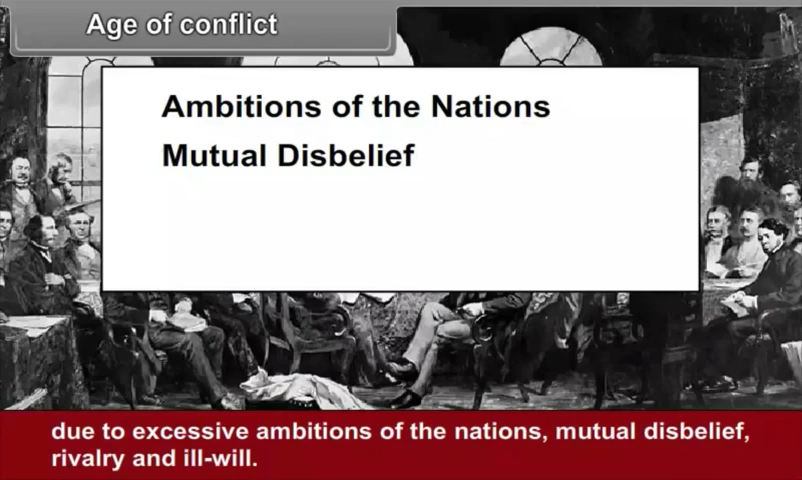 Age of conflict
Ambitions of the Nations
Mutual Disbelief
due to excessive ambitions of the nations, mutual disbelief,
rivalry and ill-will.